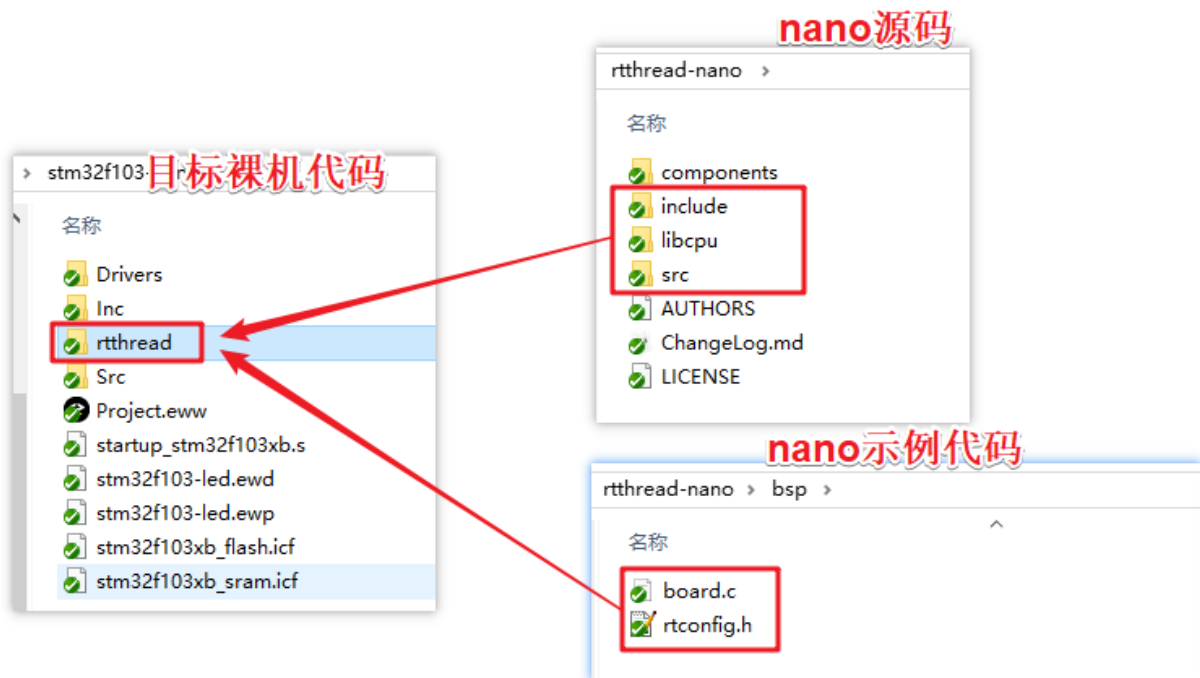 nano源码
rtthread-nano
名称
components
include
libcpu
src
AUTHORS
ChangeLog.md
LICENSE
目标裸机代码
stm32f103-
名称
Drivers
Inc
rtthread
Src
Project.eww
startup_stm32f103xb.s
stm32f103-led.ewd
stm32f103-led.ewp
stm32f103xb_flash.icf
stm32f103xb_sram.icf
nano示例代码
rtthread-nano > bsp >
名称
board.c
rtconfig.h